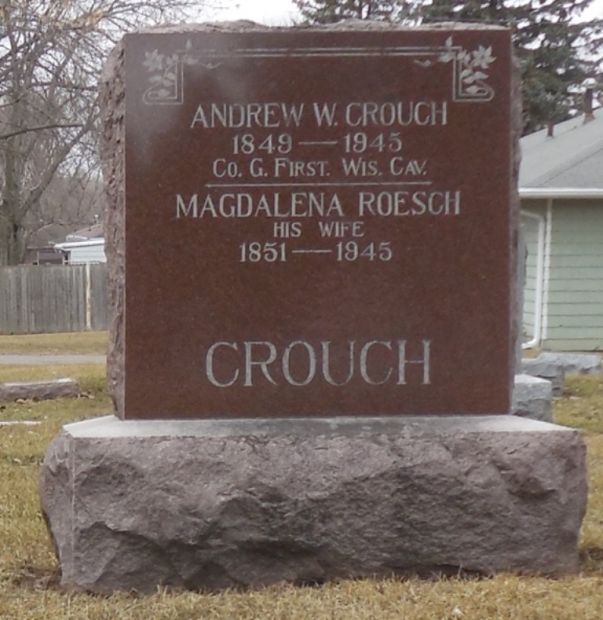 ANDREW W. CROUCH
1849 — 1945
CO. G. FIRST. WIS. CAV.
MAGDALENA ROESCH
HIS WIFE
1851 — 1945
CROUCH